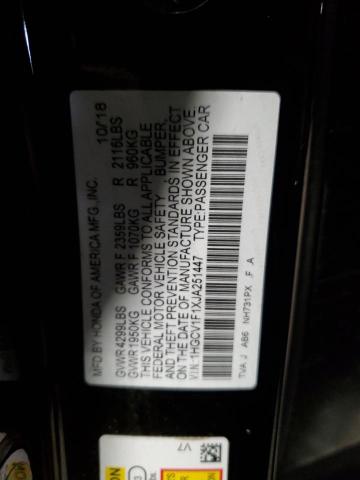 MFD. BY HONDA OF AMERICA MFG.,INC. 10/18
GVWR 4299LBS GAWR F 2359LBS R 2116LBS
GVWR 1950KG GAWR F 1070KG R 960KG
THIS VEHICLE CONFORMS TO ALL APPLICABLE
FEDERAL MOTOR VEHICLE SAFETY , BUMPER,
AND THEFT PREVENTION STANDARDS IN EFFECT
ON THE DATE OF MANUFACTURE SHOWN ABOVE.
V.I.N.:1HGCV1F1XJA251447 TYPE:PASSENGER CAR
TVA J AB6 NH731PX F A
V7